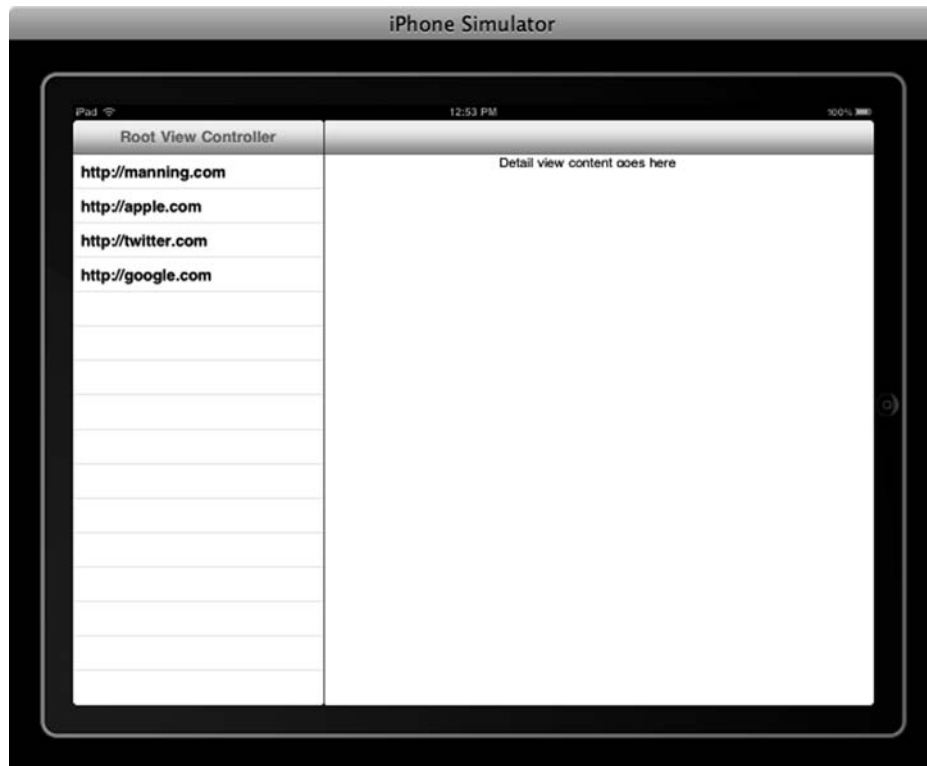 iPhone Simulator
iPad 12:53 PM 100%
Root View Controller
http://manning.com
http://apple.com
http://twitter.com
http://google.com
Detail view content goes here